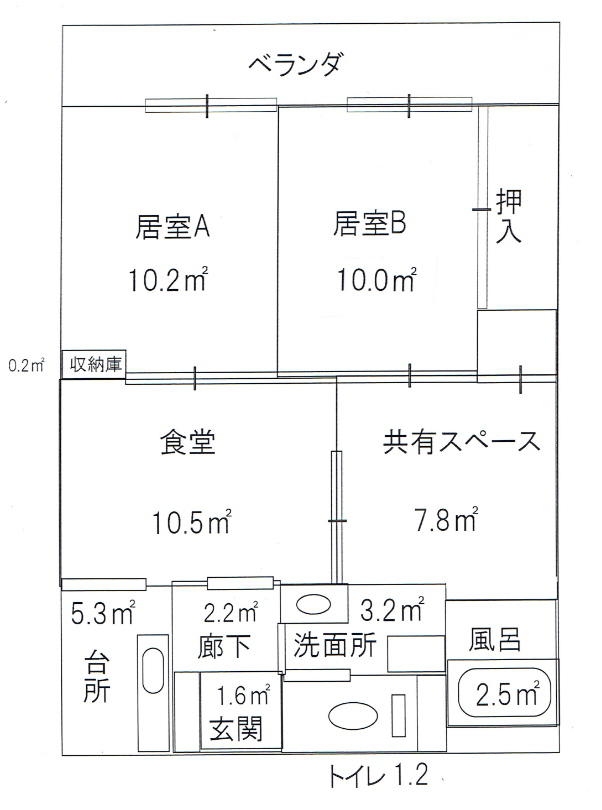 ベランダ
居室A
10.2㎡
居室B
10.0㎡
押入
0.2㎡
収納庫
食堂
10.5㎡
共有スペース
7.8㎡
5.3㎡
台所
2.2㎡
廊下
3.2㎡
洗面所
風呂
2.5㎡
1.6㎡
玄関
トイレ1.2